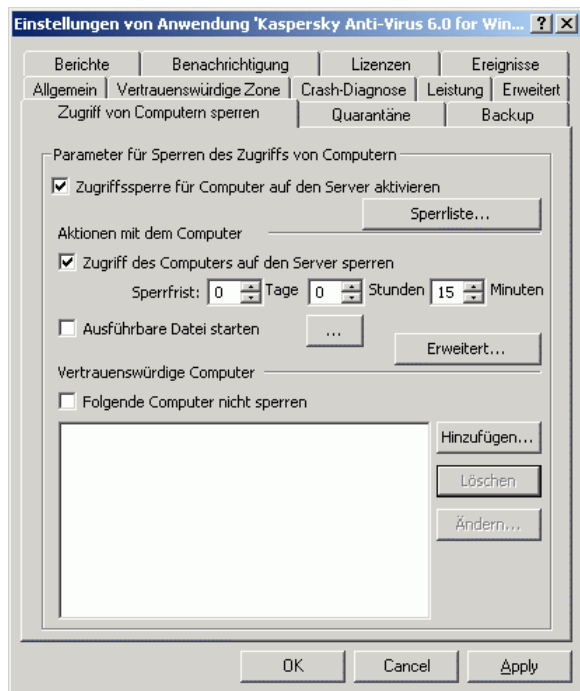 Einstellungen von Anwendung 'Kaspersky Anti-Virus 6.0 for Win...
Berichte Benachrichtigung Lizenzen Ereignisse
Allgemein Vertrauenswürdige Zone Crash-Diagnose Leistung Erweitert
Zugriff von Computern sperren Quarantäne Backup
Parameter für Sperren des Zugriffs von Computern
Zugriffssperre für Computer auf den Server aktivieren
Sperrliste...
Aktionen mit dem Computer
Zugriff des Computers auf den Server sperren
Sperrfrist: 0 Tage 0 Stunden 15 Minuten
Ausführbare Datei starten ...
Erweitert...
Vertrauenswürdige Computer
Folgende Computer nicht sperren
Hinzufügen...
Löschen
Ändern...
OK Cancel Apply